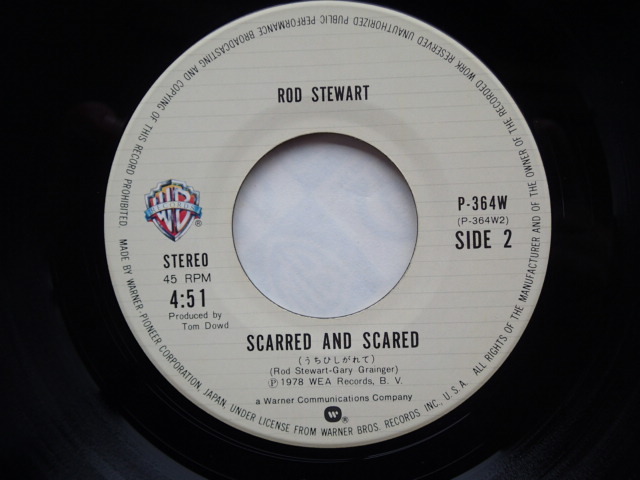 ROD STEWART
WB
RECORDS
®
P-364W
(P-364W2)
SIDE 2
STEREO
45 RPM
4:51
Produced by
Tom Dowd
SCARRED AND SCARED
(うちひしがれて)
(Rod Stewart-Gary Grainger)
Ⓟ1978 WEA Records, B. V.
a Warner Communications Company
W®
MADE BY WARNER-PIONEER CORPORATION, JAPAN, UNDER LICENSE FROM WARNER BROS. RECORDS INC., U.S.A. ALL RIGHTS OF THE MANUFACTURER AND OF THE OWNER OF THE RECORDED WORK RESERVED UNAUTHORIZED PUBLIC PERFORMANCE BROADCASTING AND COPYING OF THIS RECORD PROHIBITED.